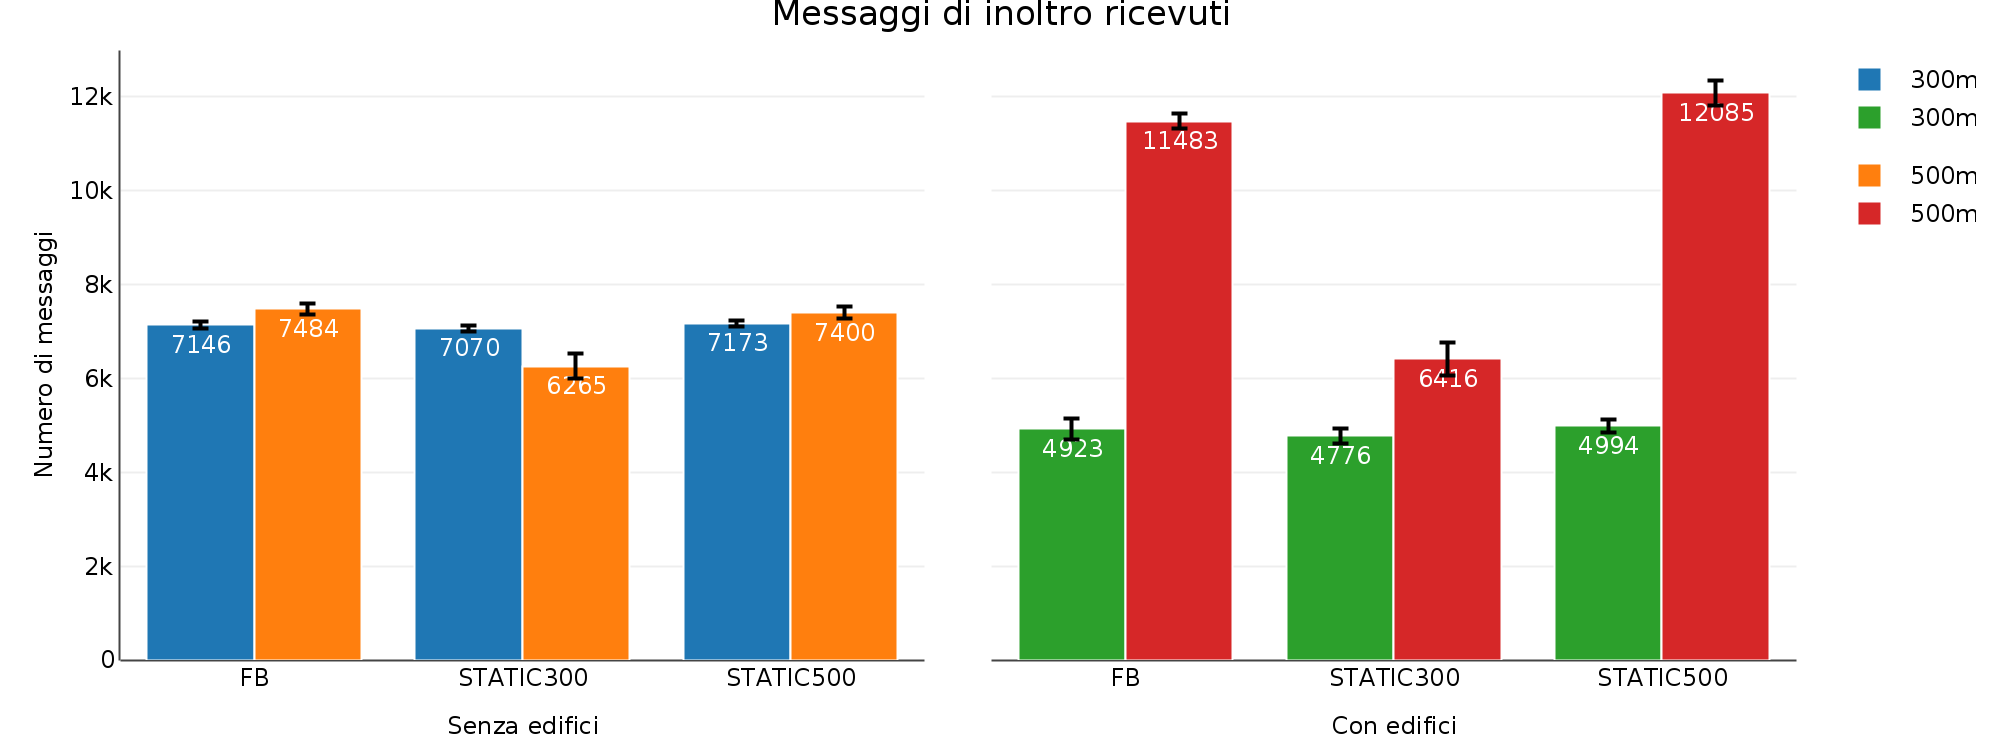 Messaggi di inoltro ricevuti
Numero di messaggi
12k
10k
8k
6k
4k
2k
0
7146
7484
7070
6265
7173
7400
FB
STATIC300
STATIC500
Senza edifici
4923
11483
4776
6416
4994
12085
FB
STATIC300
STATIC500
Con edifici
300m
300m
500m
500m